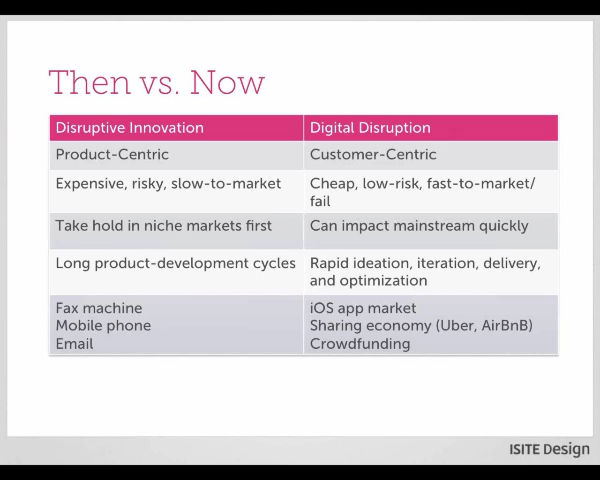 Then vs. Now
Disruptive Innovation
Digital Disruption
Product-Centric
Customer-Centric
Expensive, risky, slow-to-market
Cheap, low-risk, fast-to-market/
fail
Take hold in niche markets first
Can impact mainstream quickly
Long product-development cycles
Rapid ideation, iteration, delivery,
and optimization
Fax machine
Mobile phone
Email
iOS app market
Sharing economy (Uber, AirBnB)
Crowdfunding
ISITE Design